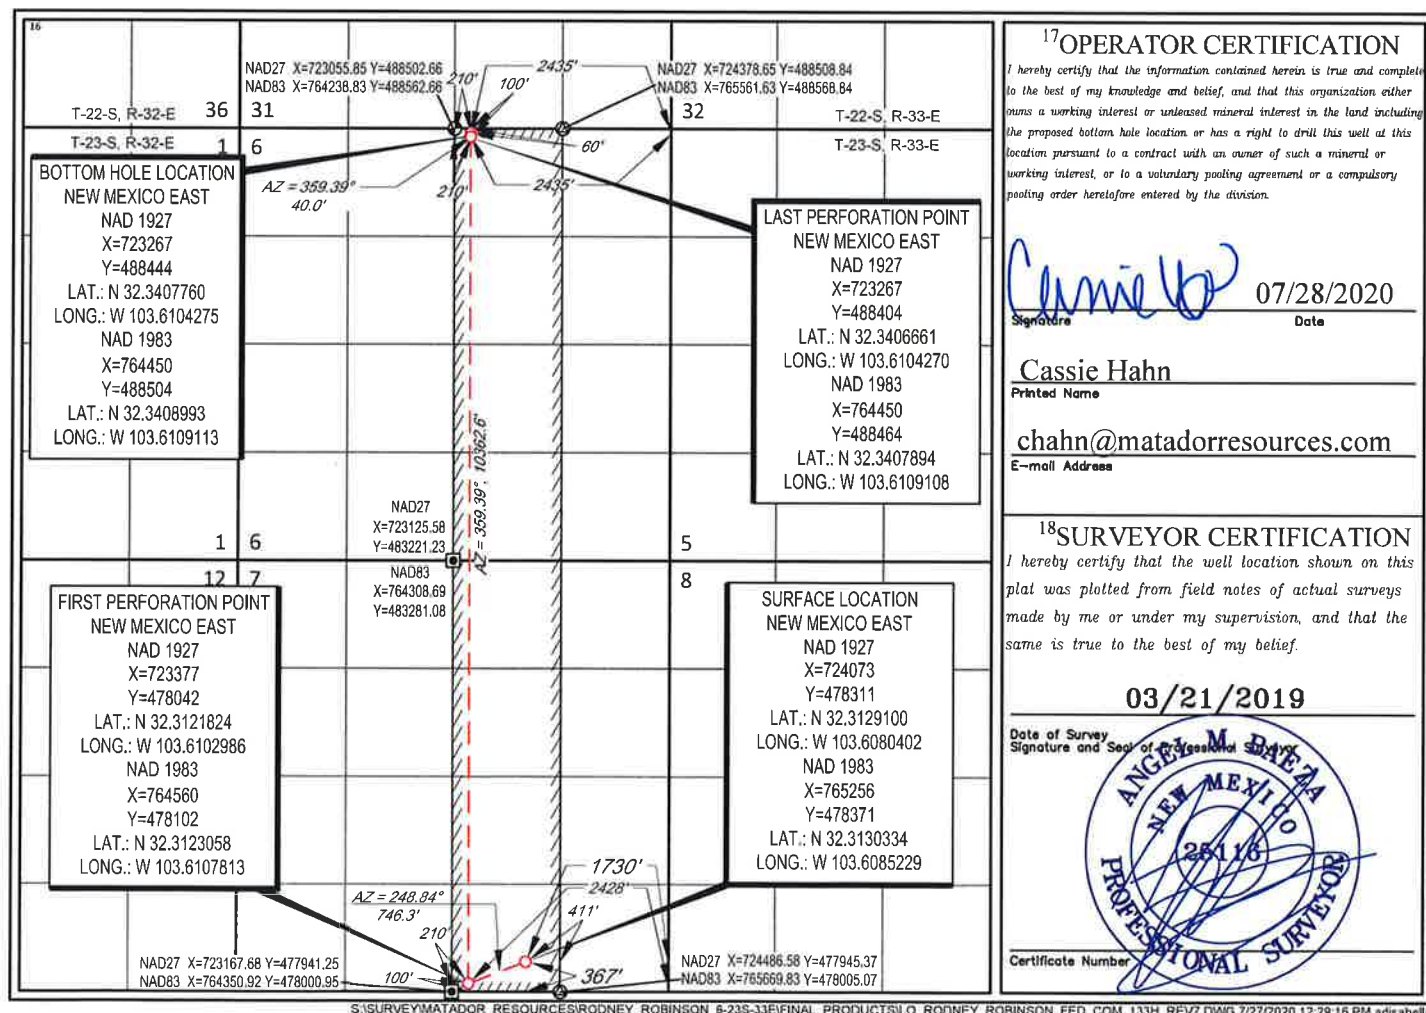 16
NAD27 X=723055.85 Y=488502.66
NAD83 X=764238.83 Y=488562.66
210'
2435'
100'
NAD27 X=724378.65 Y=488508.84
NAD83 X=765561.63 Y=488568.84
T-22-S, R-32-E
36
31
32
T-22-S, R-33-E
T-23-S, R-32-E
1
6
60'
T-23-S, R-33-E
AZ = 359.39°
40.0'
210'
2435'
BOTTOM HOLE LOCATION
NEW MEXICO EAST
NAD 1927
X=723267
Y=488444
LAT.: N 32.3407760
LONG.: W 103.6104275
NAD 1983
X=764450
Y=488504
LAT.: N 32.3408993
LONG.: W 103.6109113
LAST PERFORATION POINT
NEW MEXICO EAST
NAD 1927
X=723267
Y=488404
LAT.: N 32.3406661
LONG.: W 103.6104270
NAD 1983
X=764450
Y=488464
LAT.: N 32.3407894
LONG.: W 103.6109108
AZ = 359.39°, 10362.6'
NAD27
X=723125.58
Y=483221.23
NAD83
X=764308.69
Y=483281.08
1
6
5
12
7
8
FIRST PERFORATION POINT
NEW MEXICO EAST
NAD 1927
X=723377
Y=478042
LAT.: N 32.3121824
LONG.: W 103.6102986
NAD 1983
X=764560
Y=478102
LAT.: N 32.3123058
LONG.: W 103.6107813
SURFACE LOCATION
NEW MEXICO EAST
NAD 1927
X=724073
Y=478311
LAT.: N 32.3129100
LONG.: W 103.6080402
NAD 1983
X=765256
Y=478371
LAT.: N 32.3130334
LONG.: W 103.6085229
AZ = 248.84°
746.3'
1730'
2428'
411'
210'
100'
367'
NAD27 X=723167.68 Y=477941.25
NAD83 X=764350.92 Y=478000.95
NAD27 X=724486.58 Y=477945.37
NAD83 X=765669.83 Y=478005.07
17OPERATOR CERTIFICATION
I hereby certify that the information contained herein is true and complete
to the best of my knowledge and belief, and that this organization either
owns a working interest or unleased mineral interest in the land including
the proposed bottom hole location or has a right to drill this well at this
location pursuant to a contract with an owner of such a mineral or
working interest, or to a voluntary pooling agreement or a compulsory
pooling order heretofore entered by the division.
07/28/2020
Signature
Date
Cassie Hahn
Printed Name
chahn@matadorresources.com
E-mail Address
18SURVEYOR CERTIFICATION
I hereby certify that the well location shown on this
plat was plotted from field notes of actual surveys
made by me or under my supervision, and that the
same is true to the best of my belief.
03/21/2019
Date of Survey
Signature and Seal of Professional Surveyor
ANGEL M. BAEZA
NEW MEXICO
25116
PROFESSIONAL SURVEYOR
Certificate Number
S:\SURVEY\MATADOR_RESOURCES\RODNEY_ROBINSON_6-23S-33E\FINAL_PRODUCTS\LO_RODNEY_ROBINSON_FED_COM_133H_REV7.DWG 7/27/2020 12:29:16 PM adisabell